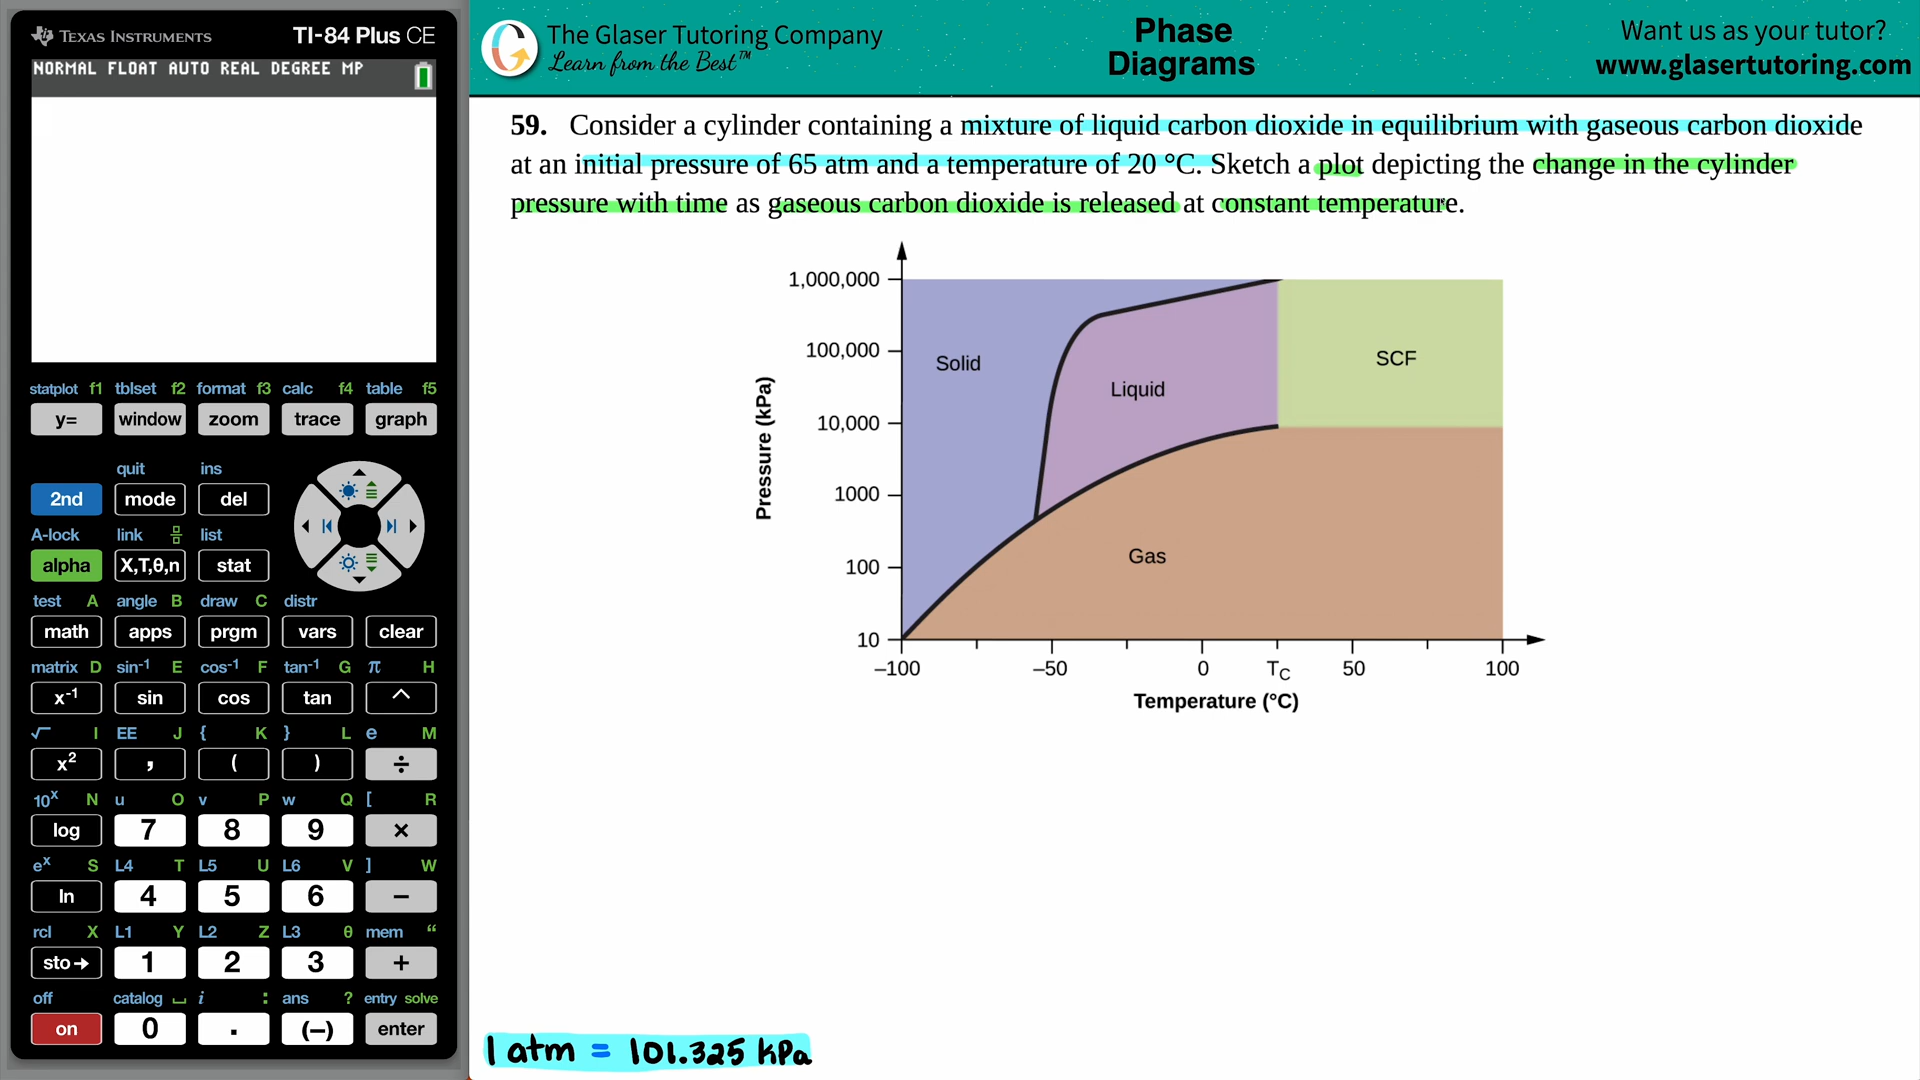 TEXAS INSTRUMENTS TI-84 Plus CE
NORMAL FLOAT AUTO REAL DEGREE MP
statplot f1 tblset f2 format f3 calc f4 table f5
y= window zoom trace graph
quit ins
2nd mode del
A-lock link list
alpha X,T,θ,n stat
test A angle B draw C distr
math apps prgm vars clear
matrix D sin⁻¹ E cos⁻¹ F tan⁻¹ G π H
x⁻¹ sin cos tan ^
√ I EE J { K } L e M
x² , ( ) ÷
10ˣ N u O v P w Q [ R
log 7 8 9 ×
eˣ S L4 T L5 U L6 V ] W
ln 4 5 6 −
rcl X L1 Y L2 Z L3 θ mem “
sto→ 1 2 3 +
off catalog ⎵ i : ans ? entry solve
on 0 . (−) enter
The Glaser Tutoring Company
Learn from the Best™
Phase
Diagrams
Want us as your tutor?
www.glasertutoring.com
59. Consider a cylinder containing a mixture of liquid carbon dioxide in equilibrium with gaseous carbon dioxide
at an initial pressure of 65 atm and a temperature of 20 °C. Sketch a plot depicting the change in the cylinder
pressure with time as gaseous carbon dioxide is released at constant temperature.
Pressure (kPa)
1,000,000
100,000
10,000
1000
100
10
Solid
Liquid
SCF
Gas
–100 –50 0 T_C 50 100
Temperature (°C)
1 atm = 101.325 kPa